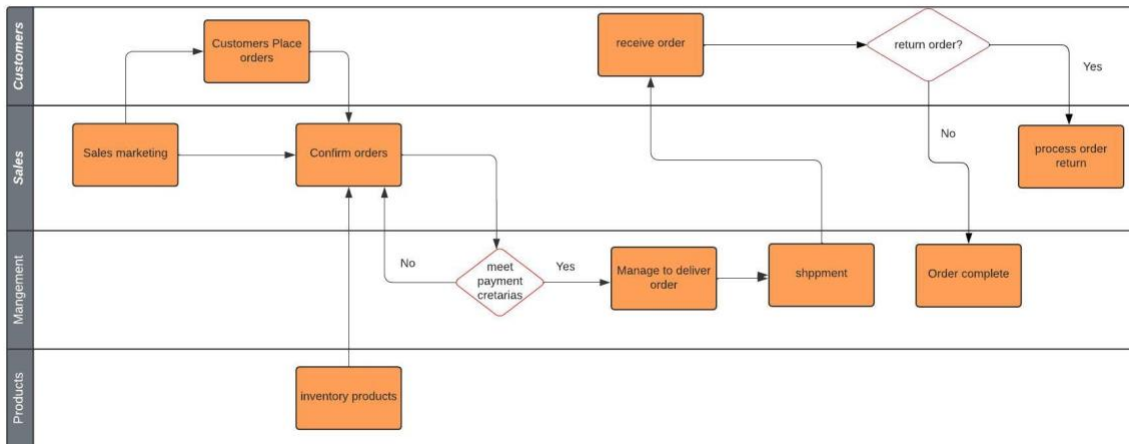 Customers
Customers Place
orders
receive order
return order?
Yes
No
Sales
Sales marketing
Confirm orders
process order
return
Mangement
No
meet
payment
cretarias
Yes
Manage to deliver
order
shppment
Order complete
Products
inventory products